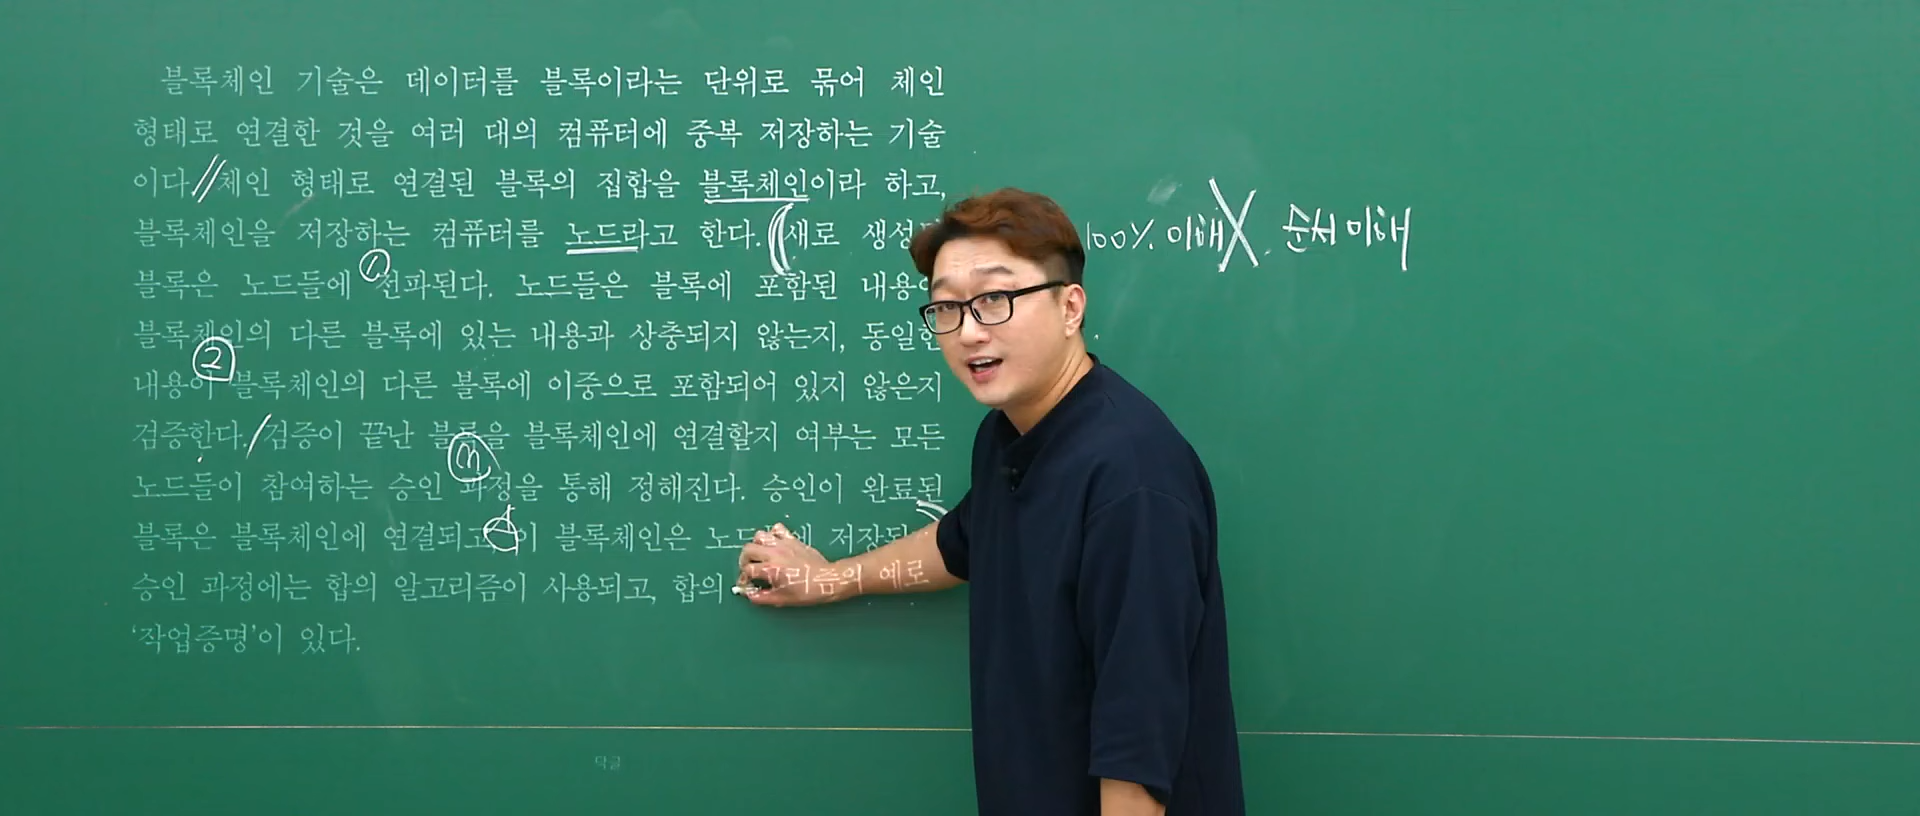 블록체인 기술은 데이터를 블록이라는 단위로 묶어 체인
형태로 연결한 것을 여러 대의 컴퓨터에 중복 저장하는 기술
이다. 체인 형태로 연결된 블록의 집합을 블록체인이라 하고,
블록체인을 저장하는 컴퓨터를 노드라고 한다. 새로 생성
①
블록은 노드들에 전파된다. 노드들은 블록에 포함된 내용
블록체인의 다른 블록에 있는 내용과 상충되지 않는지, 동일한
②
내용이 블록체인의 다른 블록에 이중으로 포함되어 있지 않은지
검증한다. 검증이 끝난 블록을 블록체인에 연결할지 여부는 모든
③
노드들이 참여하는 승인 과정을 통해 정해진다. 승인이 완료된
④
블록은 블록체인에 연결되고 이 블록체인은 노드들에 저장
승인 과정에는 합의 알고리즘이 사용되고, 합의 알고리즘의 예로
‘작업증명’이 있다.
100% 이해 X 순서 이해